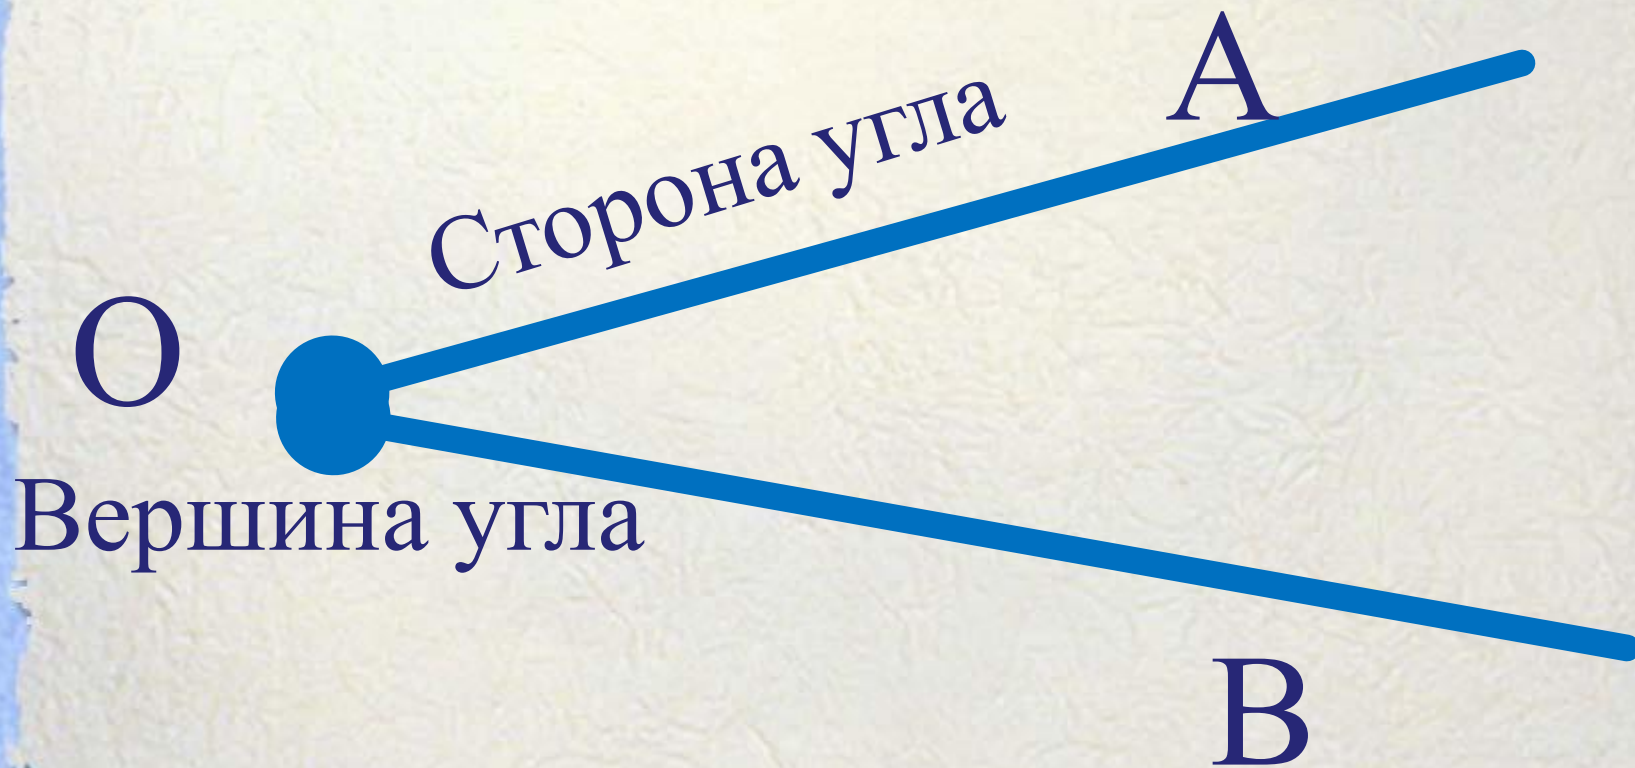 А
Сторона угла
О
Вершина угла
В